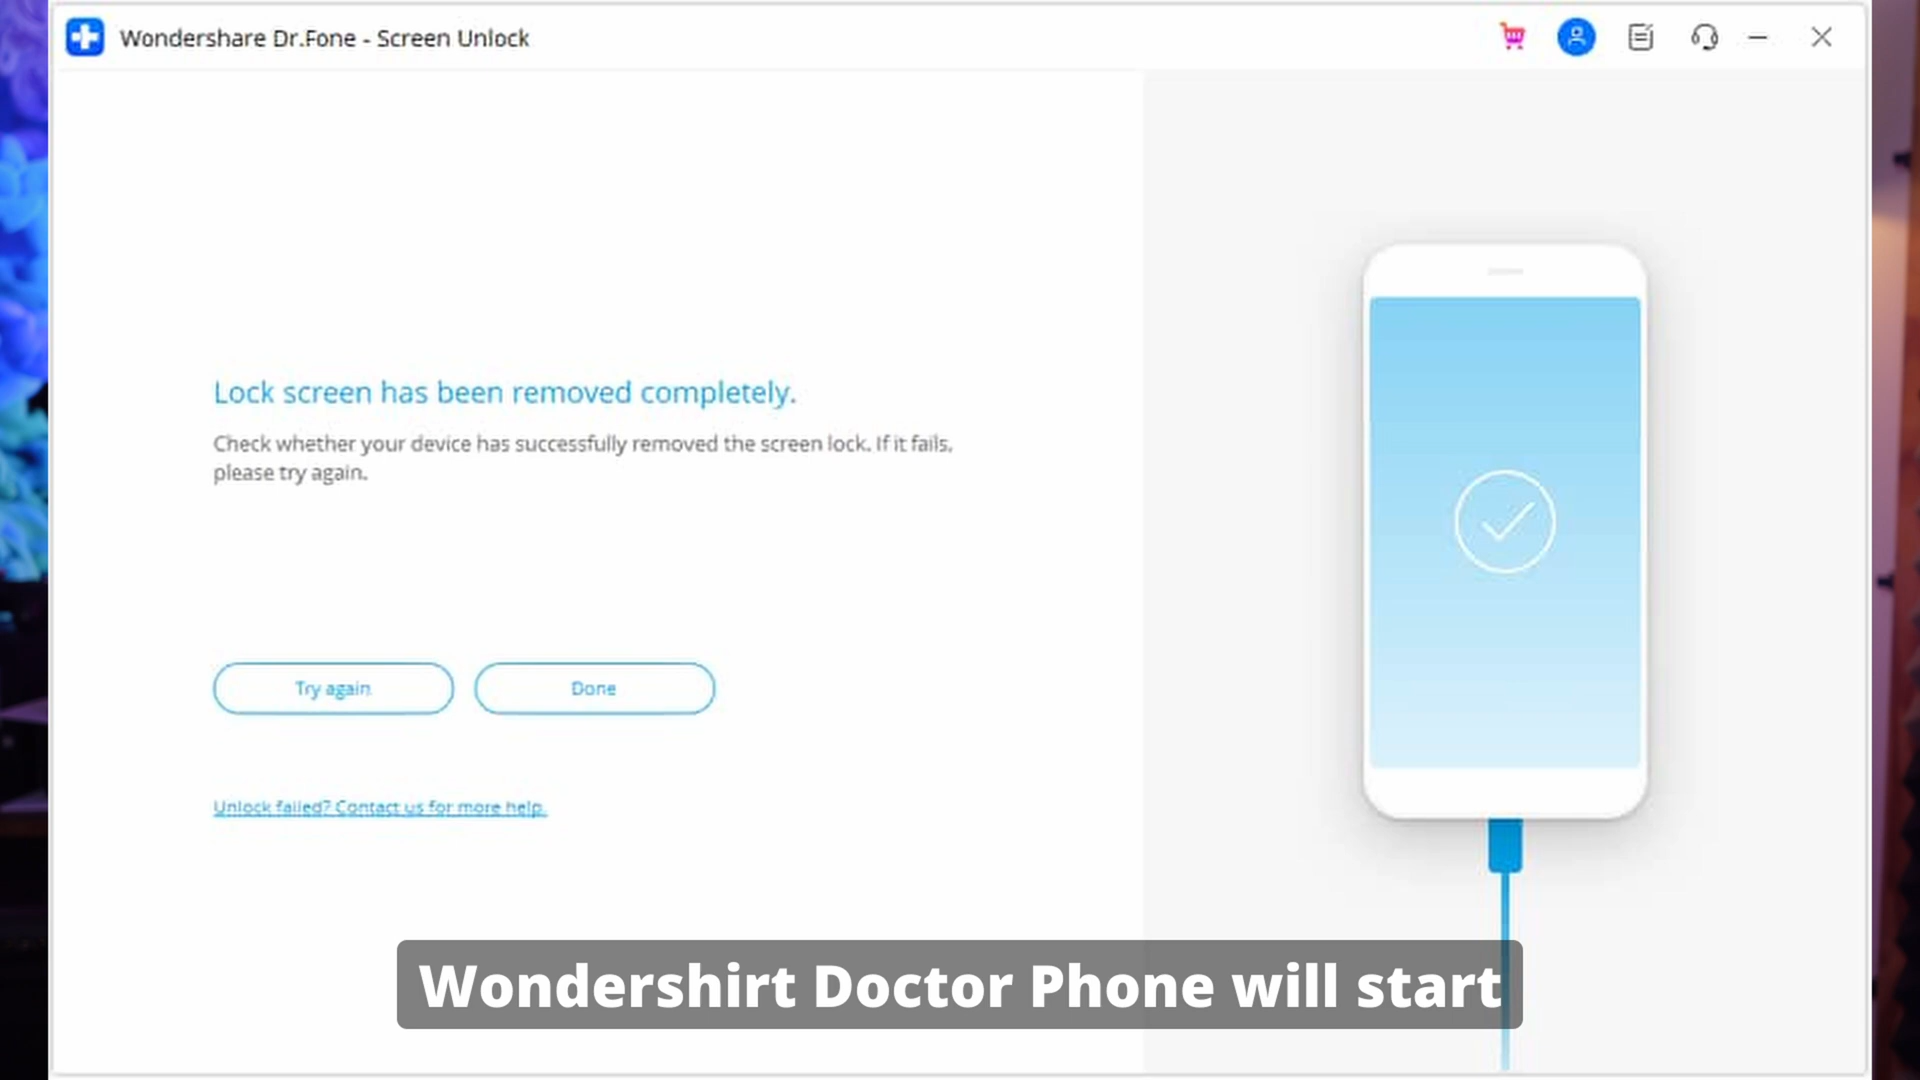 Wondershare Dr.Fone - Screen Unlock
Lock screen has been removed completely.
Check whether your device has successfully removed the screen lock. If it fails,
please try again.
Try again
Done
Unlock failed? Contact us for more help.
Wondershirt Doctor Phone will start